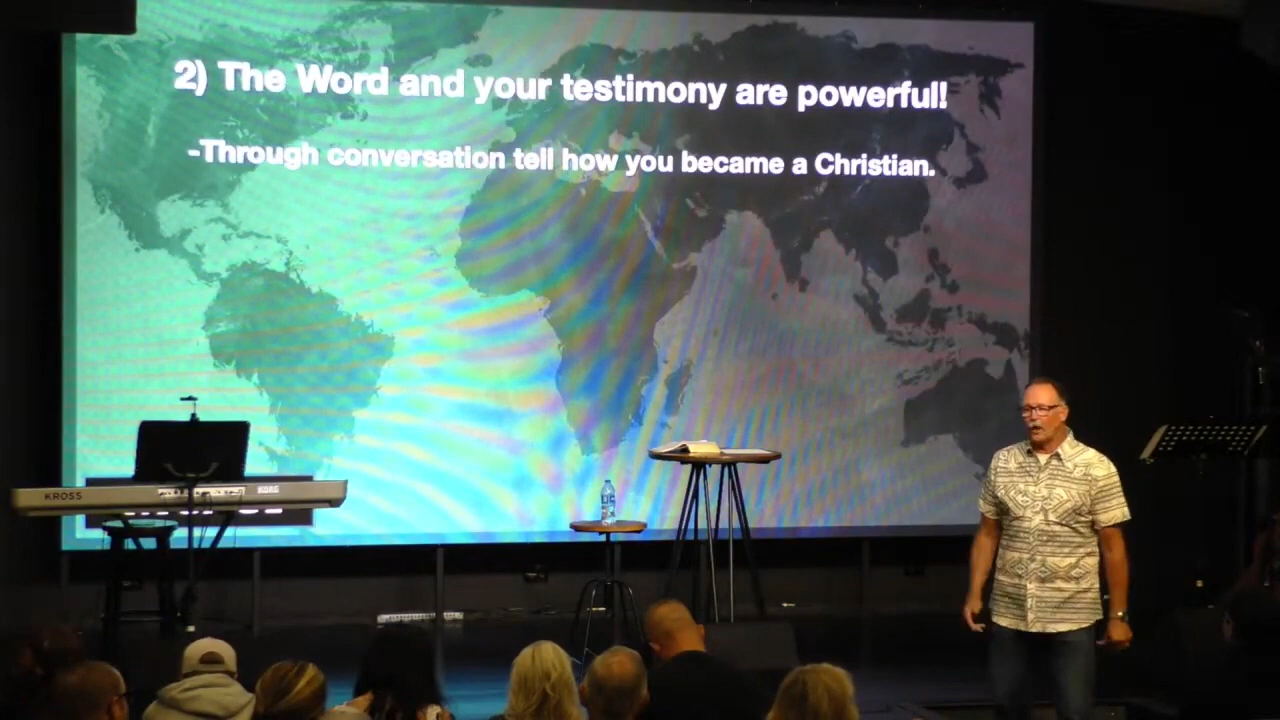 2) The Word and your testimony are powerful!
-Through conversation tell how you became a Christian.
KROSS
KORG